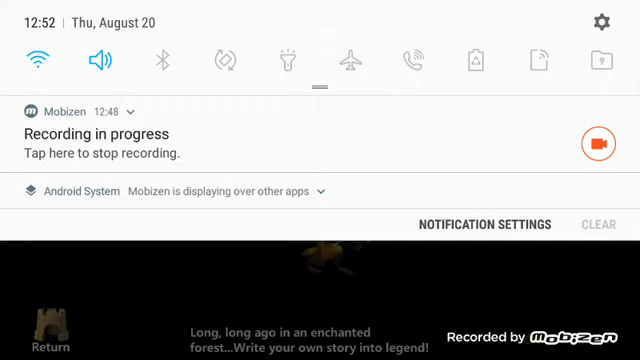 12:52 | Thu, August 20
Mobizen 12:48
Recording in progress
Tap here to stop recording.
Android System Mobizen is displaying over other apps
NOTIFICATION SETTINGS CLEAR
Long, long ago in an enchanted
forest...Write your own story into legend!
Return
Recorded by mobizen